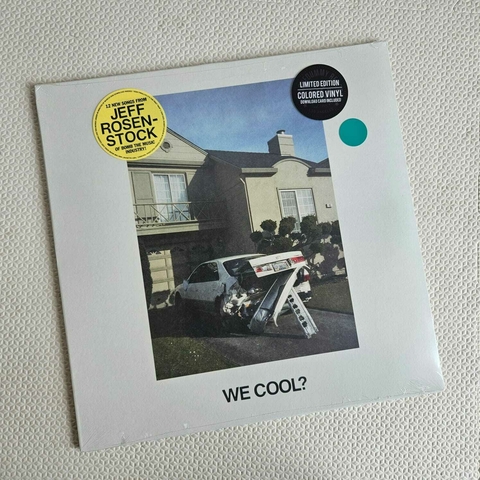 12 NEW SONGS FROM
JEFF
ROSEN-
STOCK
OF BOMB THE MUSIC
INDUSTRY!
LIMITED EDITION
COLORED VINYL
DOWNLOAD CARD INCLUDED
WE COOL?